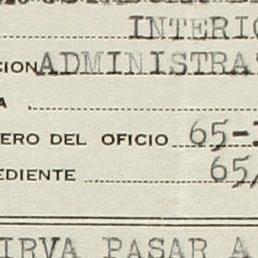 INTERIO
CION ADMINISTRA
A
ERO DEL OFICIO 65-
EDIENTE 65/
IRVA PASAR A